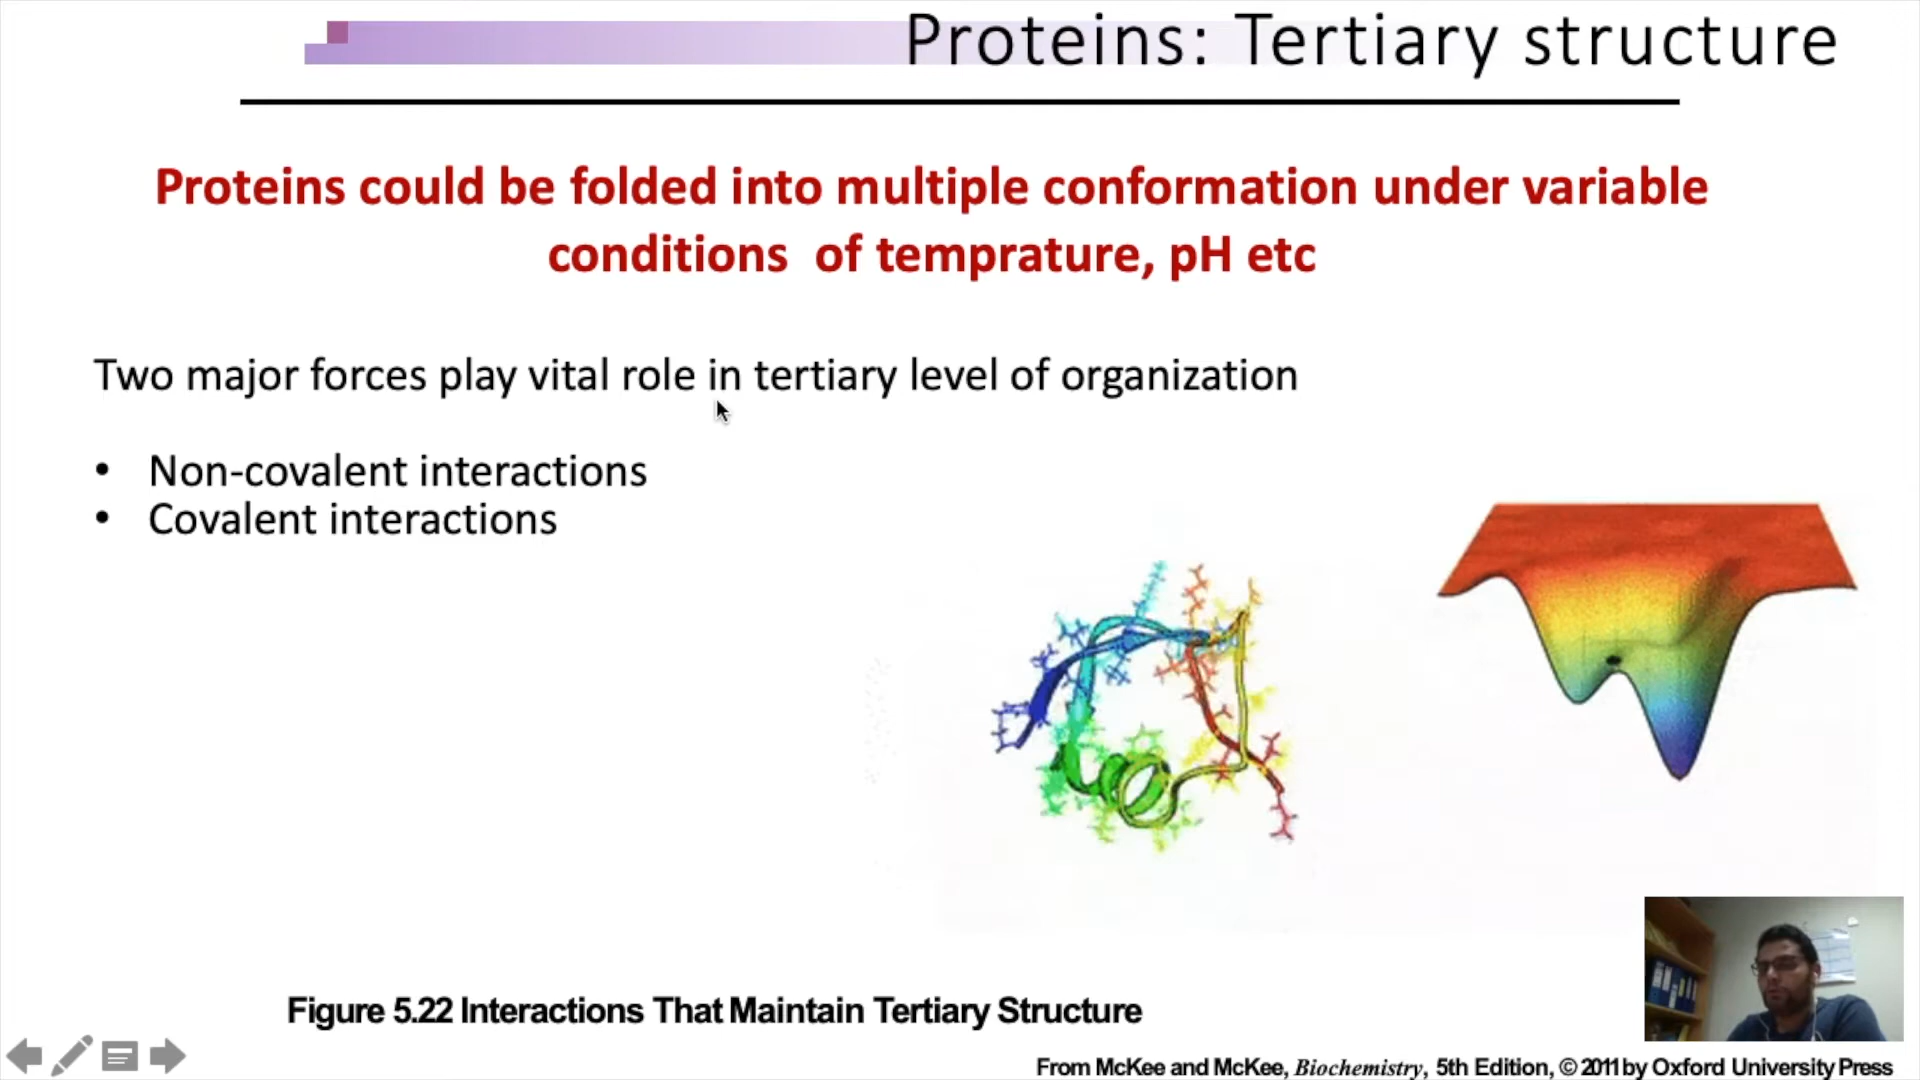 Proteins: Tertiary structure
Proteins could be folded into multiple conformation under variable
conditions  of temprature, pH etc
Two major forces play vital role in tertiary level of organization
• Non-covalent interactions
• Covalent interactions
Figure 5.22 Interactions That Maintain Tertiary Structure
From McKee and McKee, Biochemistry, 5th Edition, © 2011 by Oxford University Press